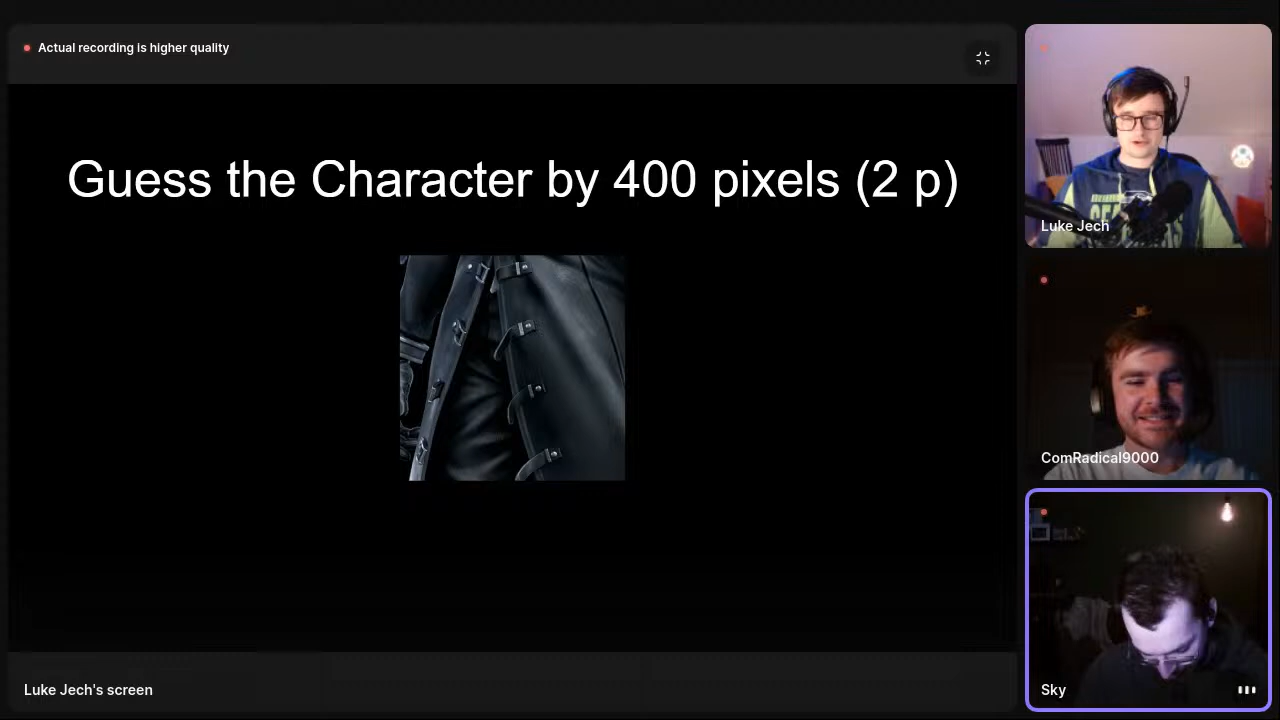 Actual recording is higher quality
Guess the Character by 400 pixels (2 p)
Luke Jech
ComRadical9000
Luke Jech's screen
Sky